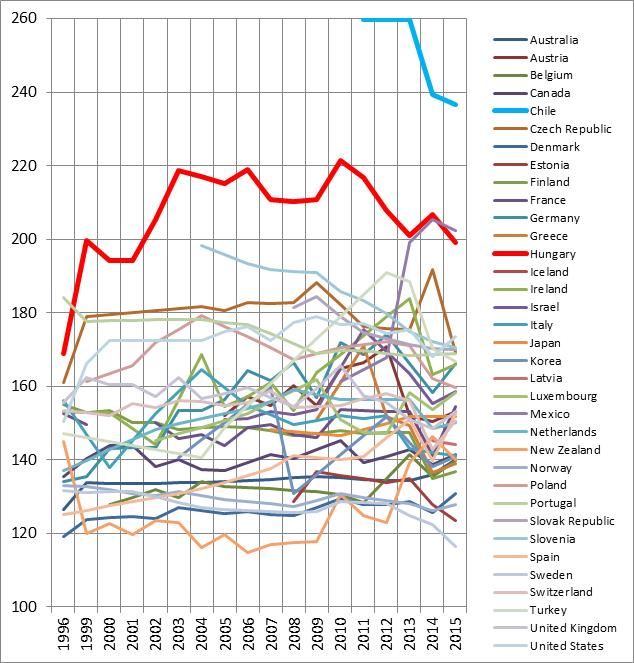 260
240
220
200
180
160
140
120
100
1996
1999
2000
2001
2002
2003
2004
2005
2006
2007
2008
2009
2010
2011
2012
2013
2014
2015
Australia
Austria
Belgium
Canada
Chile
Czech Republic
Denmark
Estonia
Finland
France
Germany
Greece
Hungary
Iceland
Ireland
Israel
Italy
Japan
Korea
Latvia
Luxembourg
Mexico
Netherlands
New Zealand
Norway
Poland
Portugal
Slovak Republic
Slovenia
Spain
Sweden
Switzerland
Turkey
United Kingdom
United States